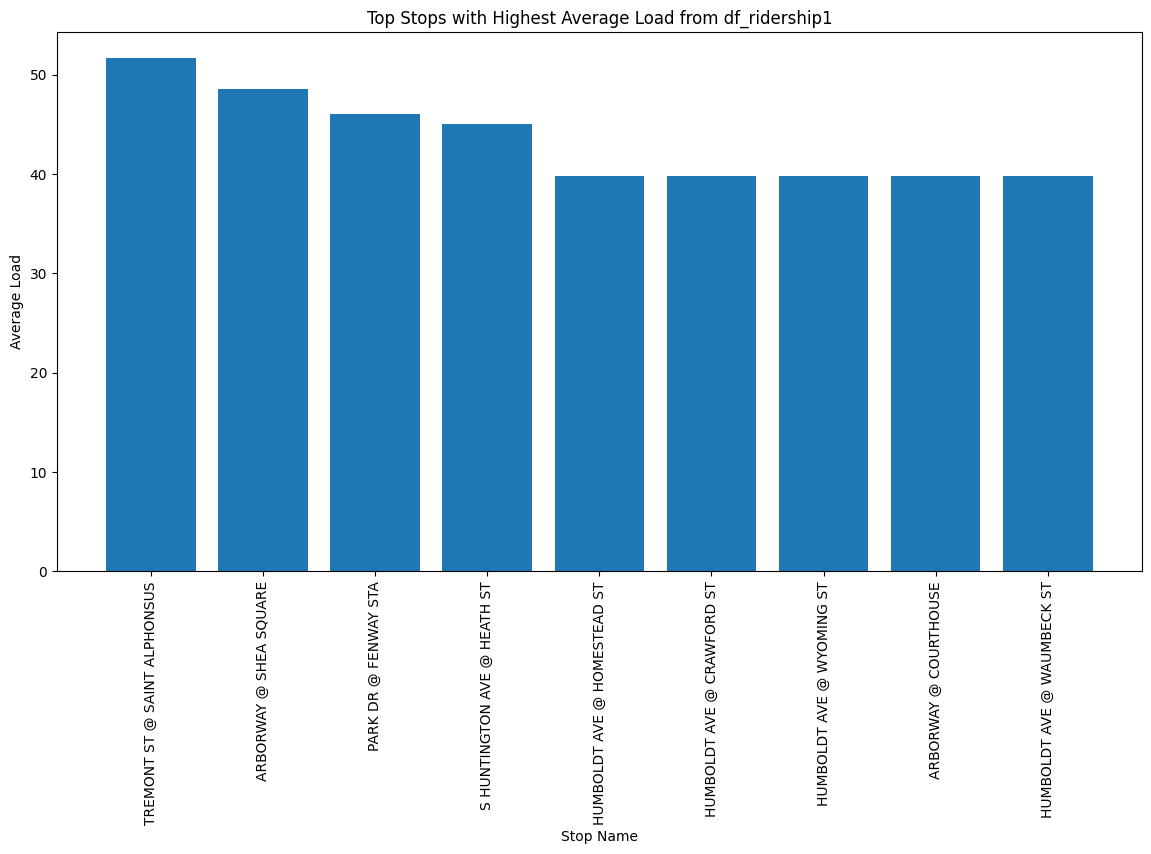 Top Stops with Highest Average Load from df_ridership1
Average Load
50
40
30
20
10
0
TREMONT ST @ SAINT ALPHONSUS
ARBORWAY @ SHEA SQUARE
PARK DR @ FENWAY STA
S HUNTINGTON AVE @ HEATH ST
HUMBOLDT AVE @ HOMESTEAD ST
HUMBOLDT AVE @ CRAWFORD ST
HUMBOLDT AVE @ WYOMING ST
ARBORWAY @ COURTHOUSE
HUMBOLDT AVE @ WAUMBECK ST
Stop Name